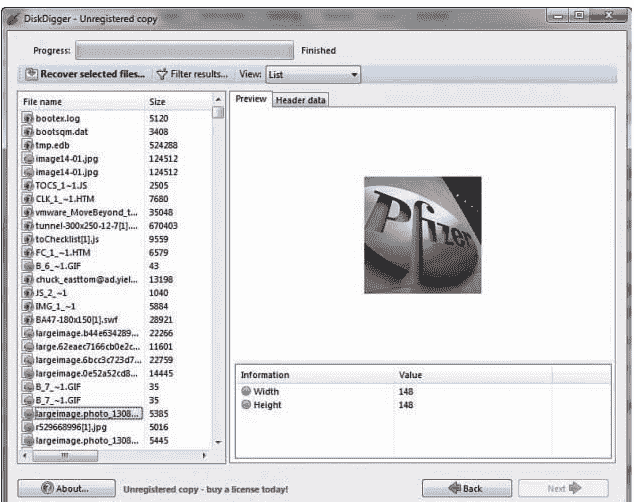 DiskDigger - Unregistered copy
Progress: Finished
Recover selected files... Filter results... View: List
File name Size
bootex.log 5120
bootsqm.dat 3408
tmp.edb 524288
image14-01.jpg 124512
image14-01.jpg 124512
TOCS_1~1.JS 2505
CLK_1_~1.HTM 7680
vmware_MoveBeyond_t... 35048
tunnel-300x250-12-7[1].... 670403
toChecklist[1].js 9559
FC_1_~1.HTM 6579
B_6_~1.GIF 43
chuck_easttom@ad.yiel... 13198
JS_2_~1 1040
IMG_1_~1 5884
BA47-180x150[1].swf 28921
largeimage.b44e634289... 22266
large.62eaec7166cb0e2c... 11601
largeimage.6bcc3c723d7... 22759
largeimage.0e52a52cd8... 14445
B_7_~1.GIF 35
B_7_~1.GIF 35
largeimage.photo_1308... 5385
r529668996[1].jpg 5016
largeimage.photo_1308... 5445
Preview Header data
Pfizer
Information Value
Width 148
Height 148
About... Unregistered copy - buy a license today! Back Next